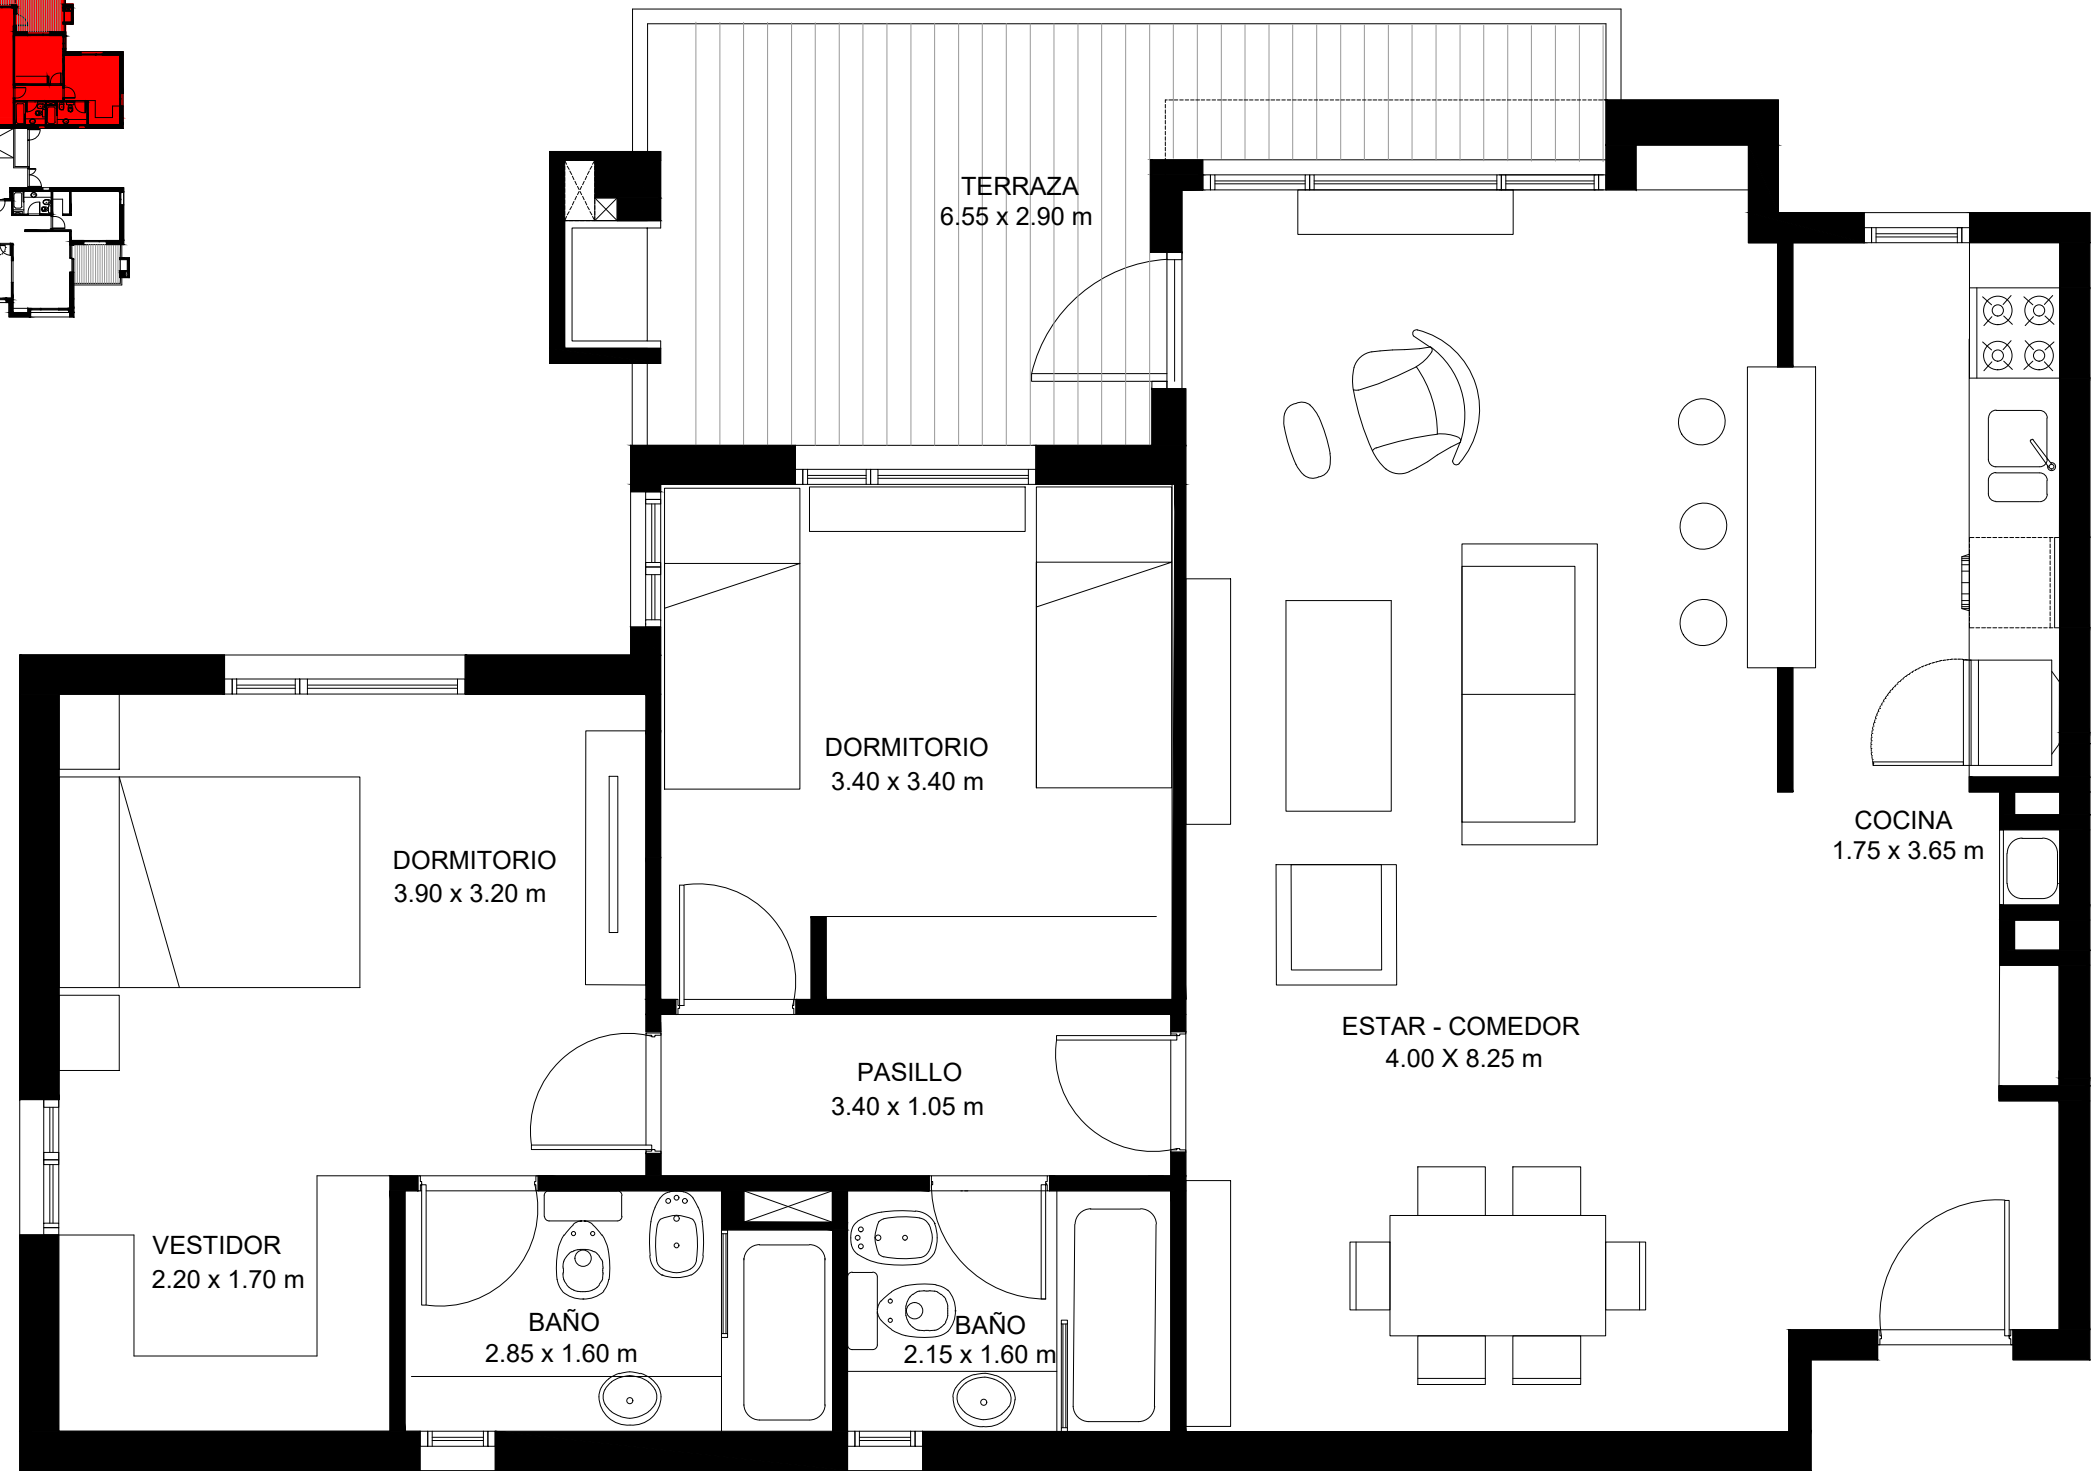 TERRAZA
6.55 x 2.90 m
DORMITORIO
3.40 x 3.40 m
DORMITORIO
3.90 x 3.20 m
COCINA
1.75 x 3.65 m
ESTAR - COMEDOR
4.00 X 8.25 m
PASILLO
3.40 x 1.05 m
VESTIDOR
2.20 x 1.70 m
BAÑO
2.85 x 1.60 m
BAÑO
2.15 x 1.60 m